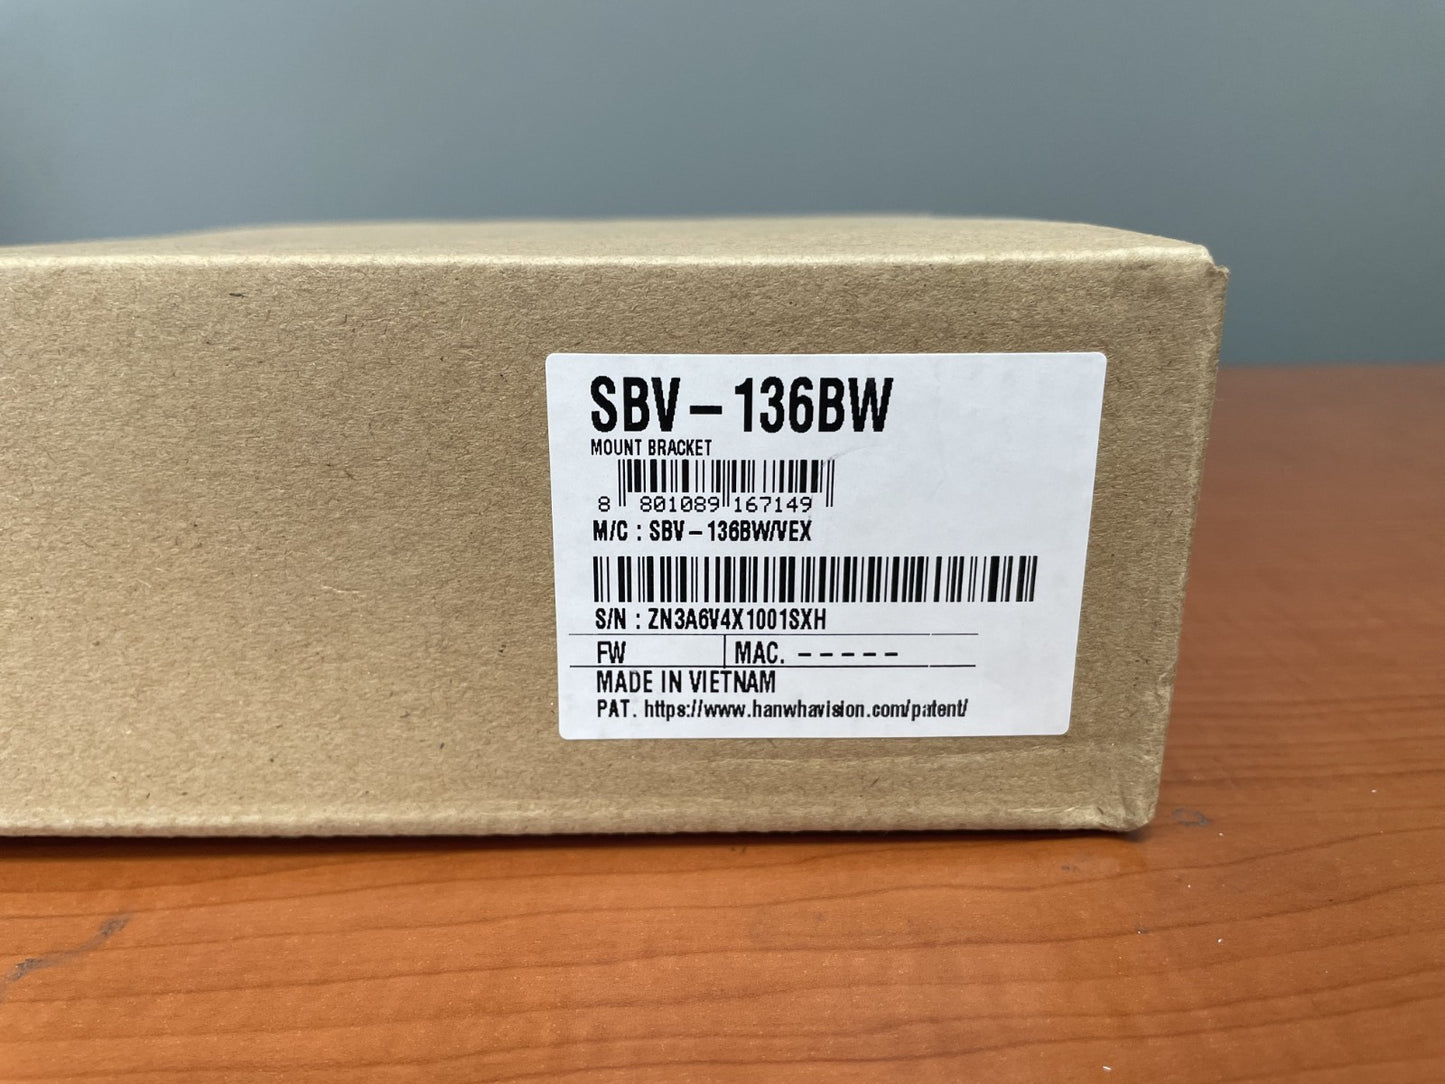 SBV-136BW
MOUNT BRACKET
8 801089 167149
M/C : SBV-136BW/VEX
S/N : ZN3A6V4X1001SXH
FW MAC. -----
MADE IN VIETNAM
PAT. https://www.hanwhavision.com/patent/